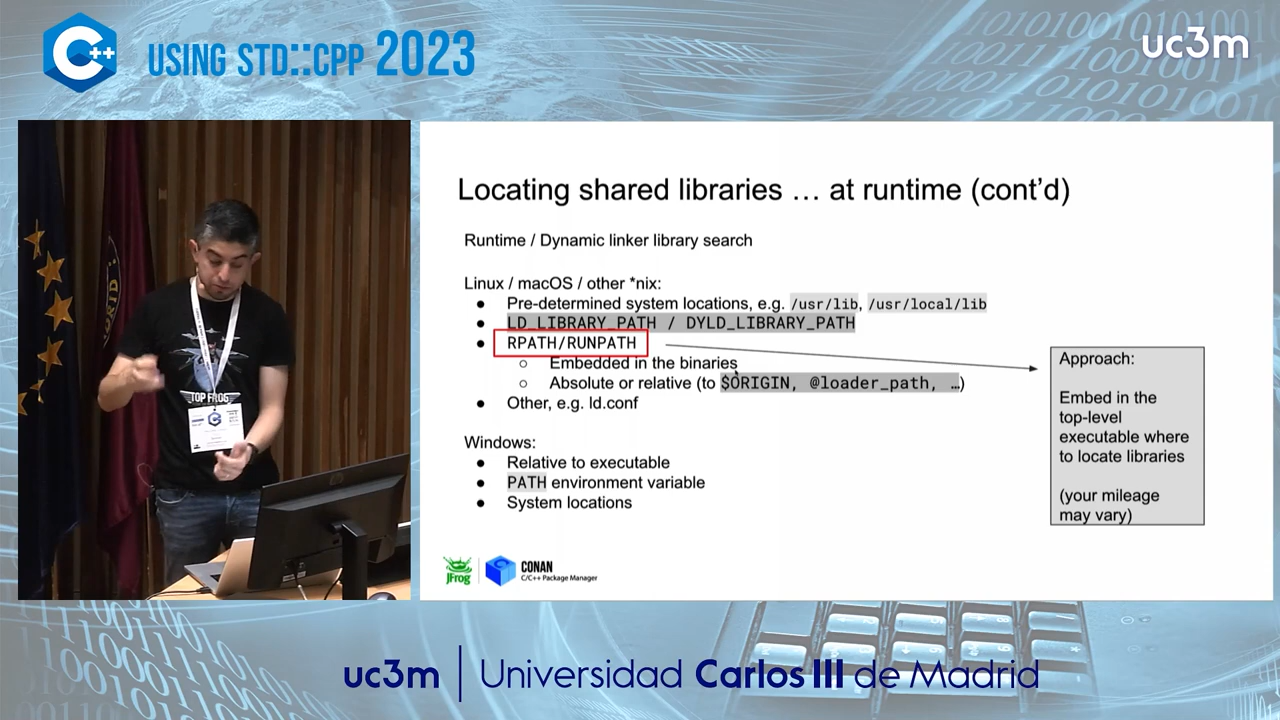 C++
USING STD::CPP 2023
uc3m
Locating shared libraries … at runtime (cont’d)
Runtime / Dynamic linker library search
Linux / macOS / other *nix:
● Pre-determined system locations, e.g. /usr/lib, /usr/local/lib
● LD_LIBRARY_PATH / DYLD_LIBRARY_PATH
● RPATH/RUNPATH
○ Embedded in the binaries
○ Absolute or relative (to $ORIGIN, @loader_path, …)
● Other, e.g. ld.conf
Approach:
Embed in the
top-level
executable where
to locate libraries
(your mileage
may vary)
Windows:
● Relative to executable
● PATH environment variable
● System locations
JFrog
CONAN
C/C++ Package Manager
TOP FROG
uc3m | Universidad Carlos III de Madrid